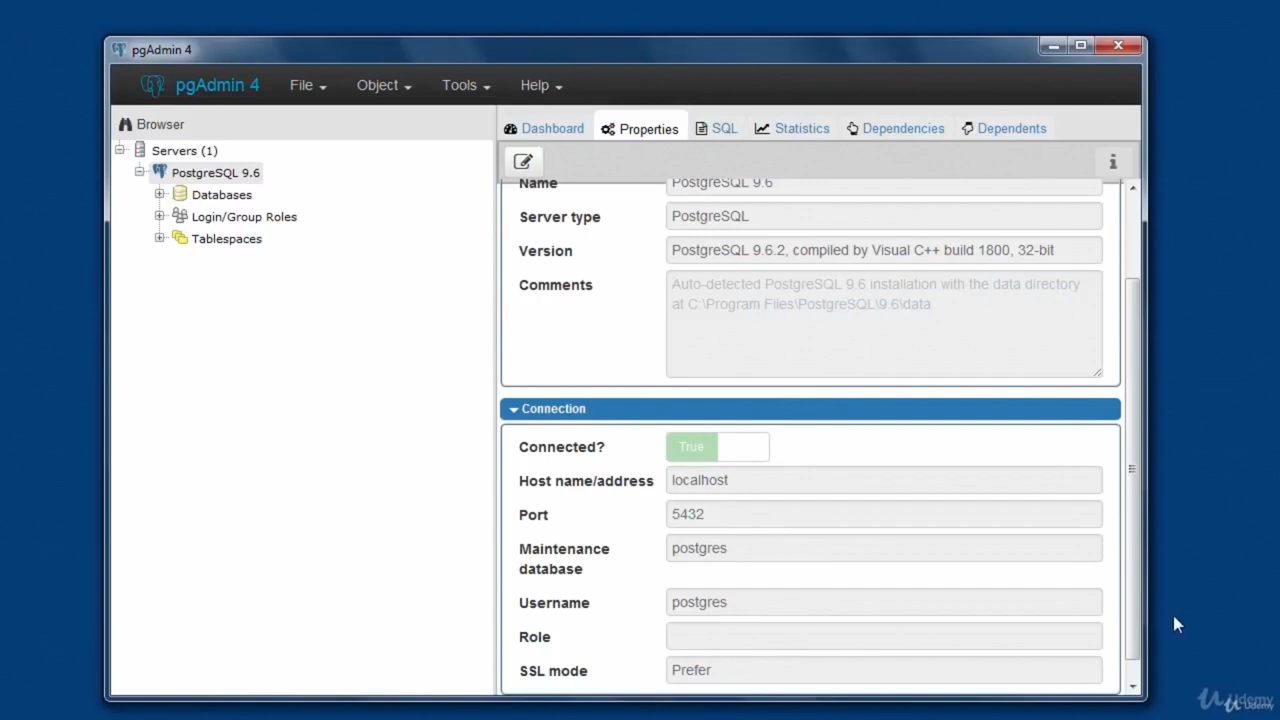 pgAdmin 4
pgAdmin 4 File Object Tools Help
Browser
Dashboard Properties SQL Statistics Dependencies Dependents
Servers (1)
PostgreSQL 9.6
Databases
Login/Group Roles
Tablespaces
Name PostgreSQL 9.6
Server type PostgreSQL
Version PostgreSQL 9.6.2, compiled by Visual C++ build 1800, 32-bit
Comments Auto-detected PostgreSQL 9.6 installation with the data directory
at C:\Program Files\PostgreSQL\9.6\data
Connection
Connected? True
Host name/address localhost
Port 5432
Maintenance
database postgres
Username postgres
Role
SSL mode Prefer
Udemy